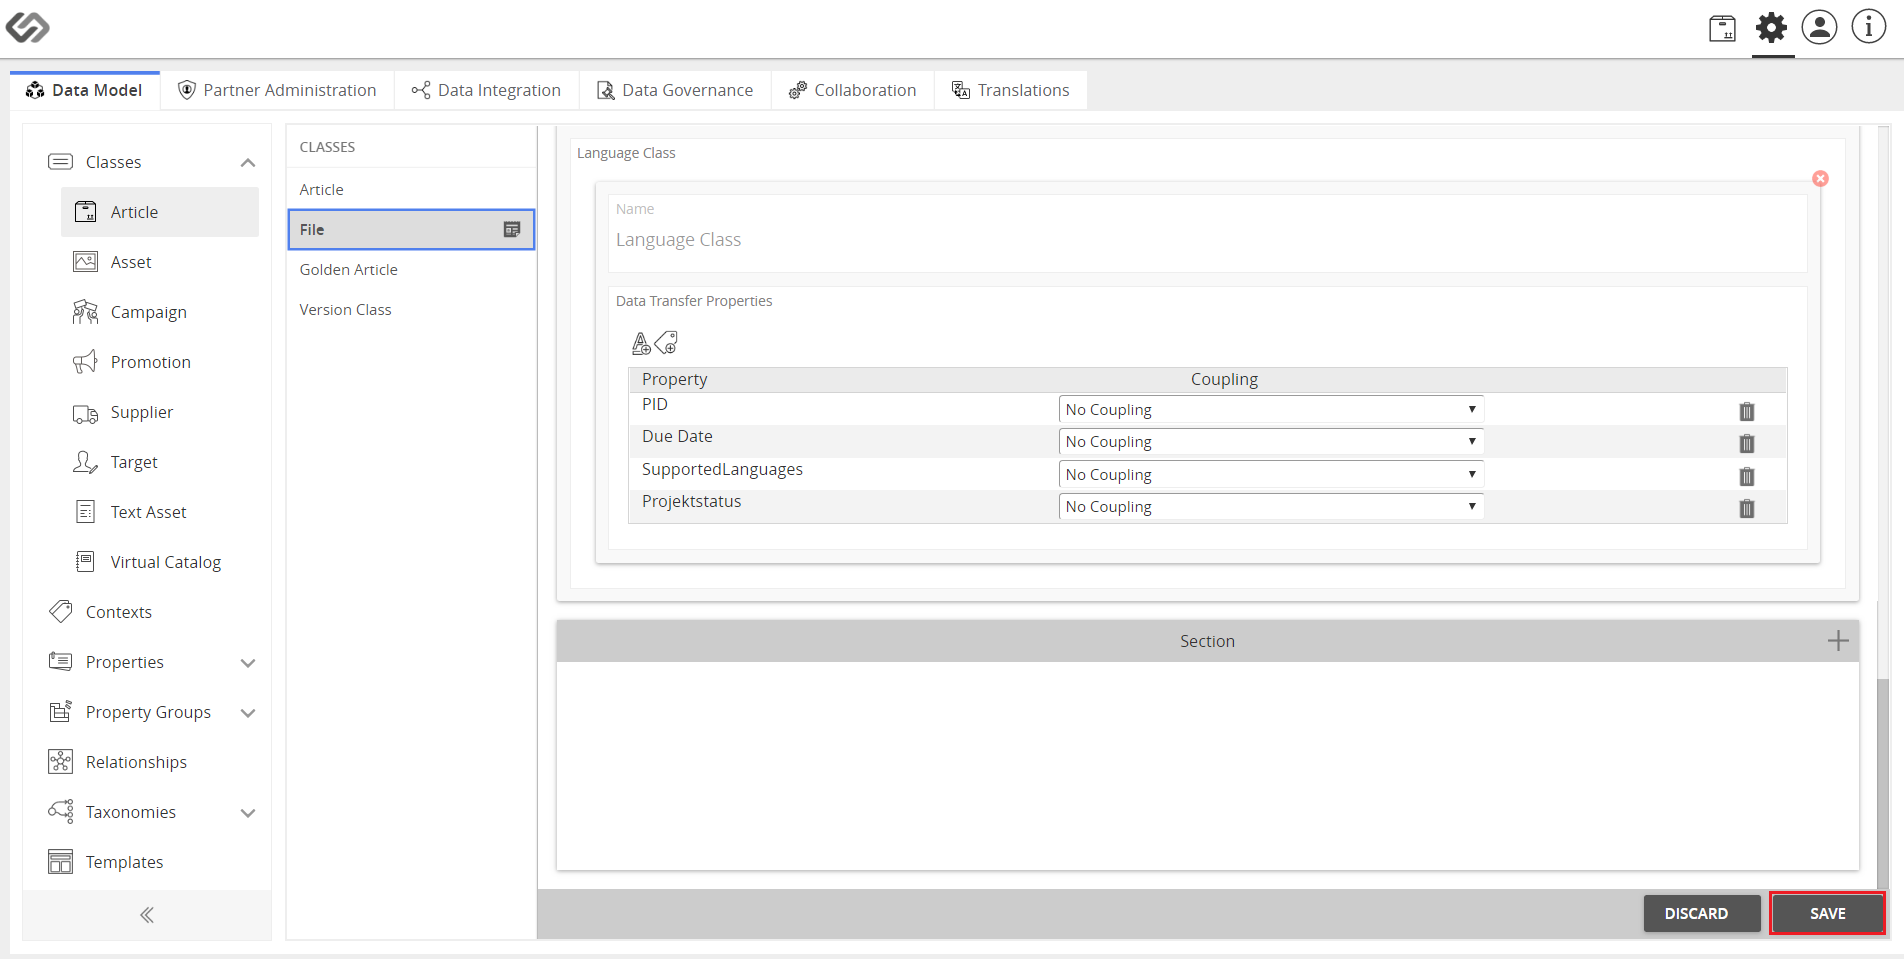 Data Model
Partner Administration
Data Integration
Data Governance
Collaboration
Translations
Classes
Article
Asset
Campaign
Promotion
Supplier
Target
Text Asset
Virtual Catalog
Contexts
Properties
Property Groups
Relationships
Taxonomies
Templates
CLASSES
Article
File
Golden Article
Version Class
Language Class
Name
Language Class
Data Transfer Properties
Property Coupling
PID No Coupling
Due Date No Coupling
SupportedLanguages No Coupling
Projektstatus No Coupling
Section
DISCARD
SAVE